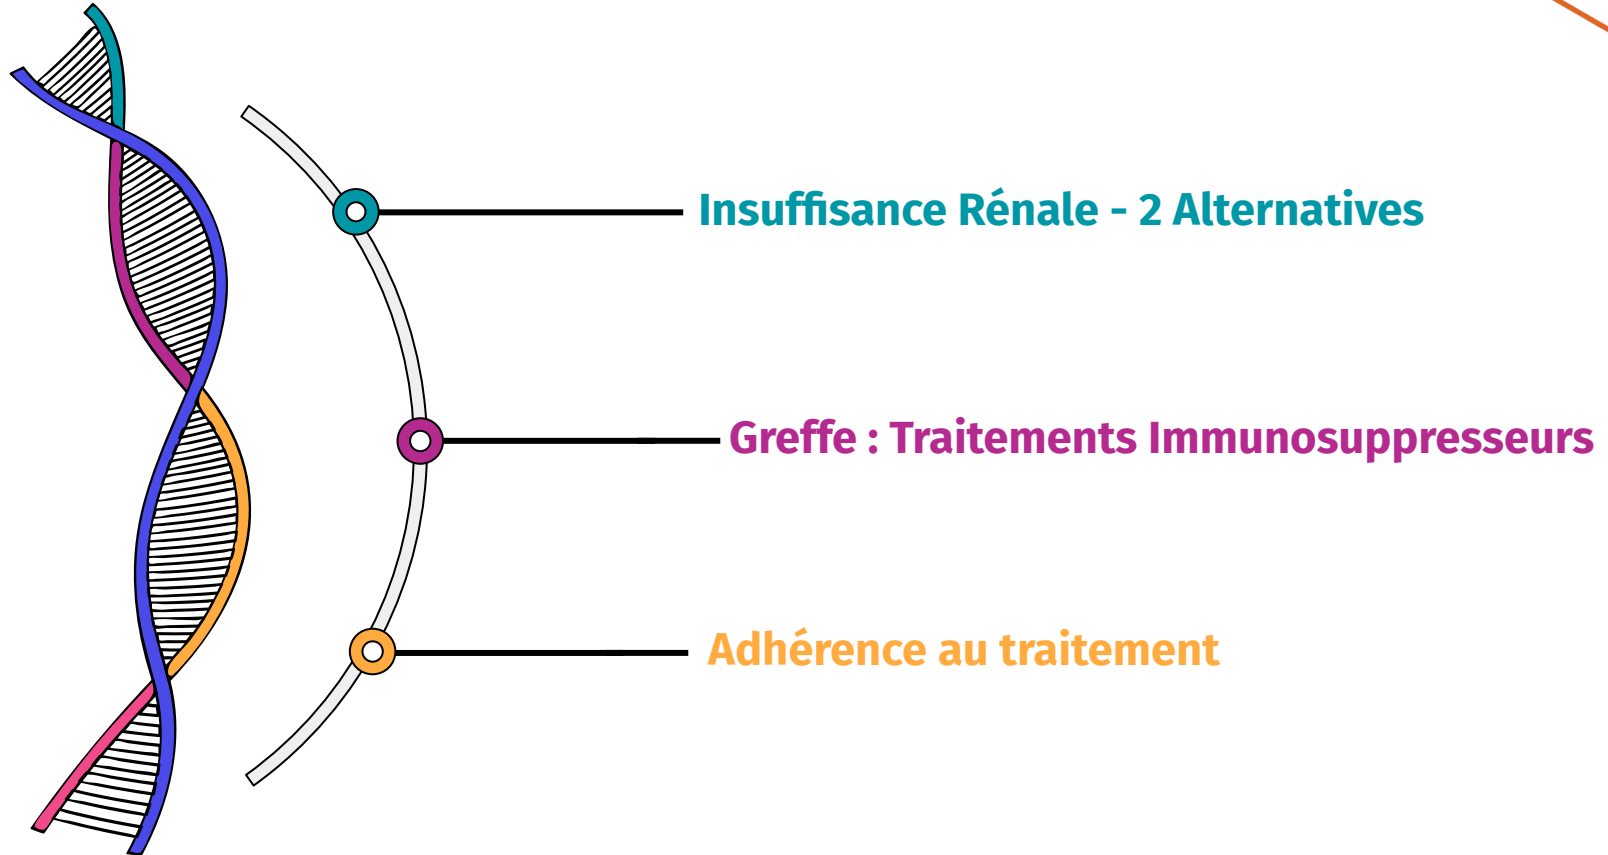 Insuffisance Rénale - 2 Alternatives
Greffe : Traitements Immunosuppresseurs
Adhérence au traitement